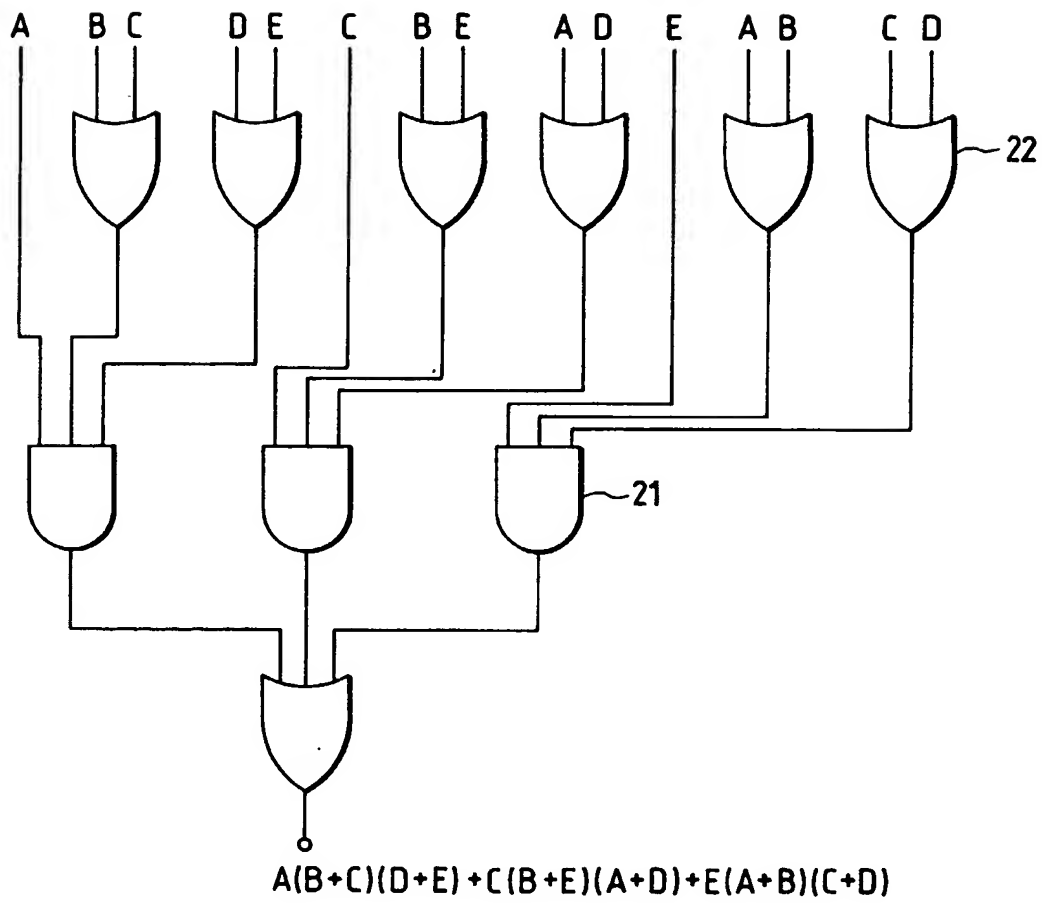 A B C D E C B E A D E A B C D
22
21
A(B+C)(D+E)+C(B+E)(A+D)+E(A+B)(C+D)